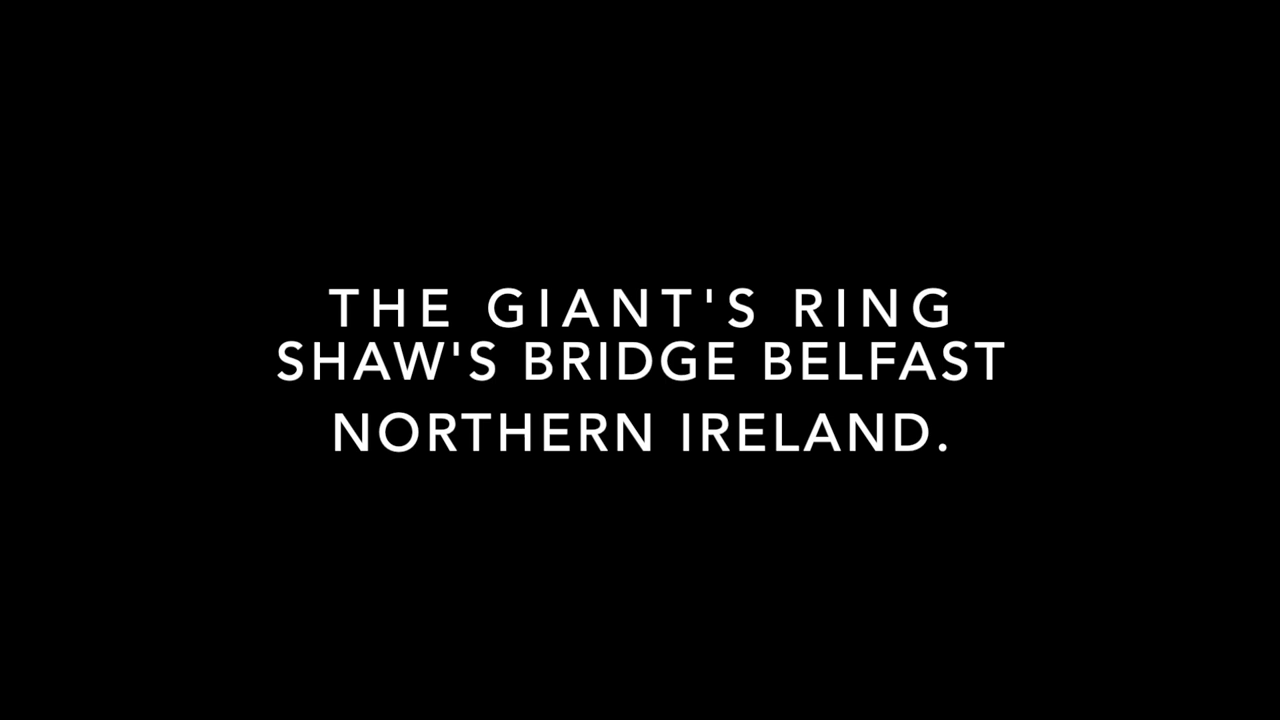 THE GIANT'S RING
SHAW'S BRIDGE BELFAST
NORTHERN IRELAND.